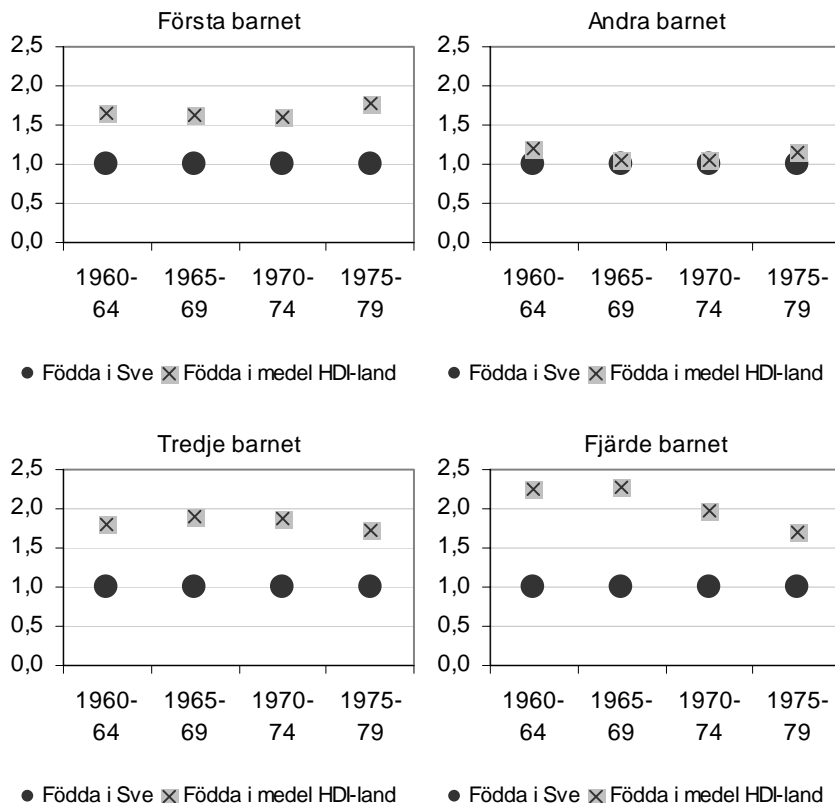 Första barnet
2,5
2,0
1,5
1,0
0,5
0,0
1960-64 1965-69 1970-74 1975-79
Födda i Sve Födda i medel HDI-land
Andra barnet
2,5
2,0
1,5
1,0
0,5
0,0
1960-64 1965-69 1970-74 1975-79
Födda i Sve Födda i medel HDI-land
Tredje barnet
2,5
2,0
1,5
1,0
0,5
0,0
1960-64 1965-69 1970-74 1975-79
Födda i Sve Födda i medel HDI-land
Fjärde barnet
2,5
2,0
1,5
1,0
0,5
0,0
1960-64 1965-69 1970-74 1975-79
Födda i Sve Födda i medel HDI-land